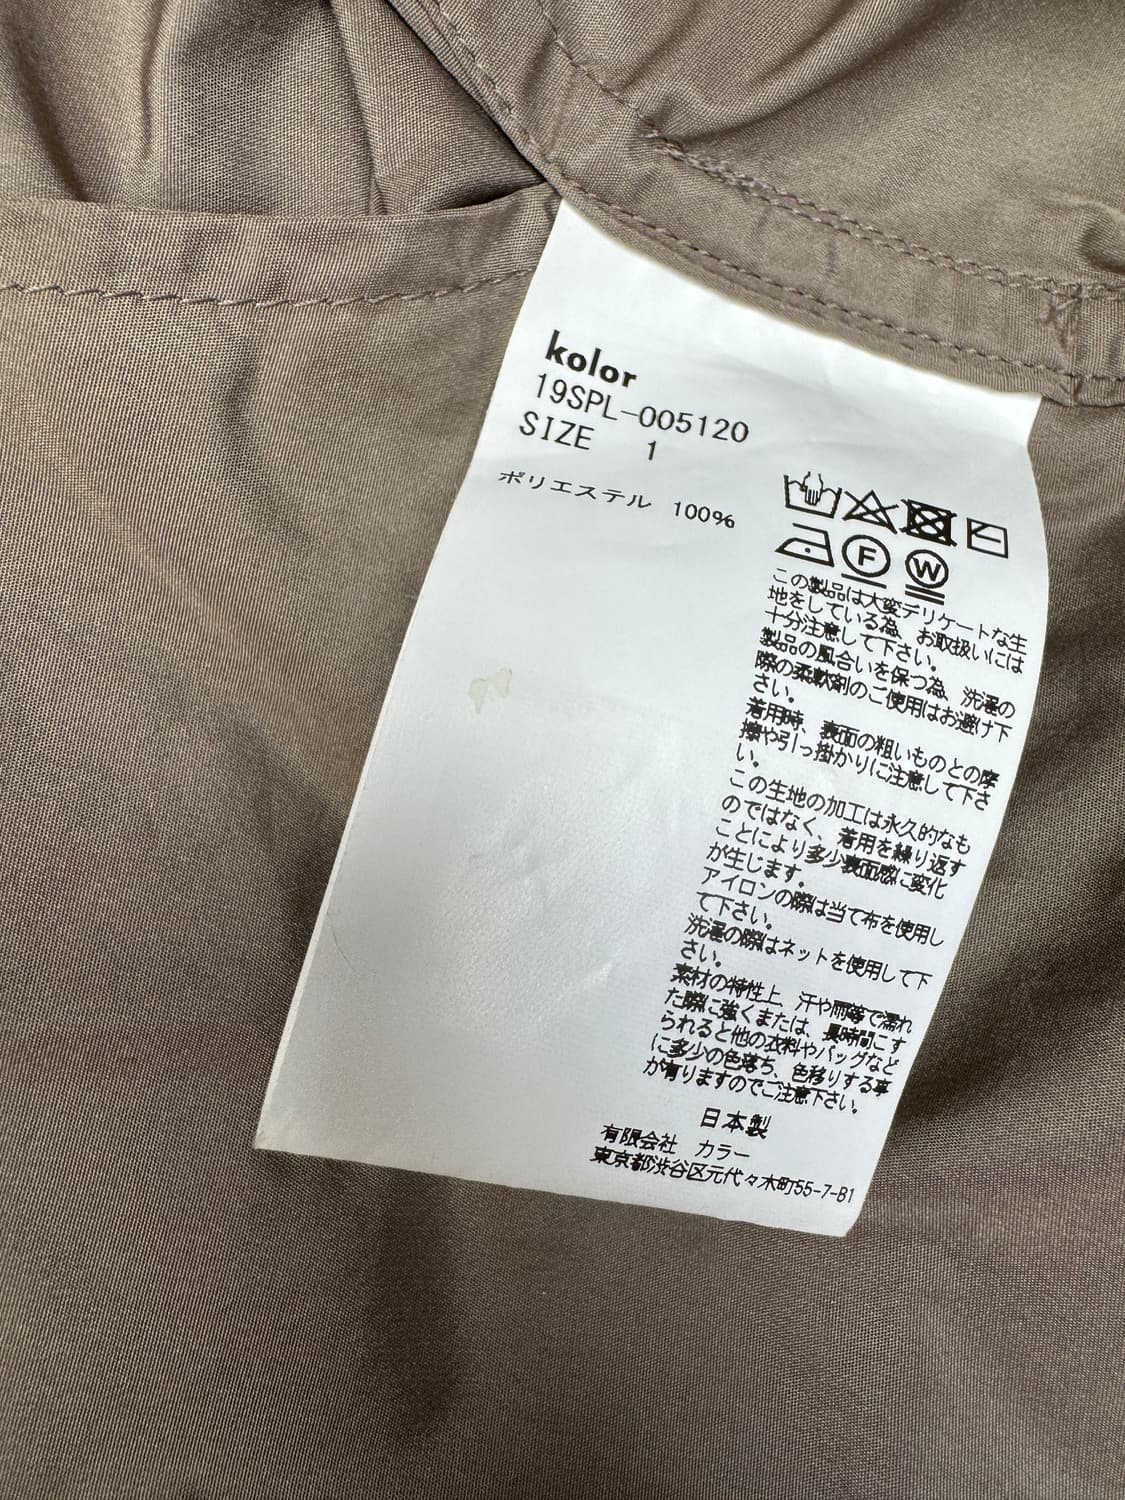 kolor
19SPL-005120
SIZE 1
ポリエステル 100%
F W
この製品は大変デリケートな生
地をしている為、お取扱いには
十分注意して下さい。
製品の風合いを保つ為、洗濯の
際の柔軟剤のご使用はお避け下
さい。
着用時、表面の粗いものとの摩
擦や引っ掛かりに注意して下さ
い。
この生地の加工は永久的なも
のではなく、着用を繰り返す
ことにより多少表面感に変化
が生じます。
アイロンの際は当て布を使用し
て下さい。
洗濯の際はネットを使用して下
さい。
素材の特性上、汗や雨等で濡れ
た際に強くまたは、長時間こす
られると他の衣料やバッグなど
に多少の色落ち、色移りする事
が有りますのでご注意下さい。
日本製
有限会社 カラー
東京都渋谷区元代々木町55-7-B1